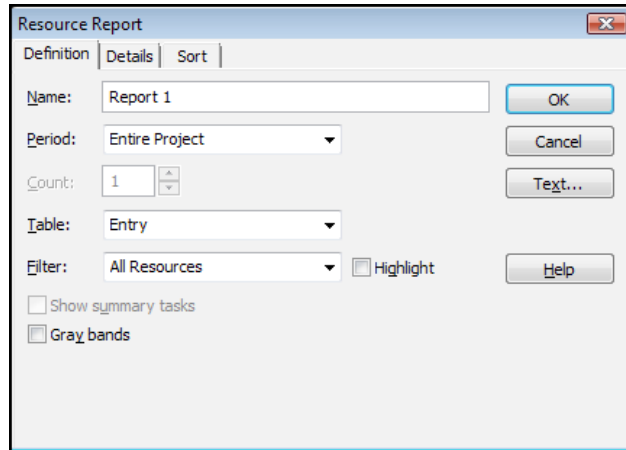 Resource Report
Definition Details Sort
Name: Report 1 OK
Period: Entire Project Cancel
Count: 1 Text...
Table: Entry
Filter: All Resources Highlight Help
Show summary tasks
Gray bands